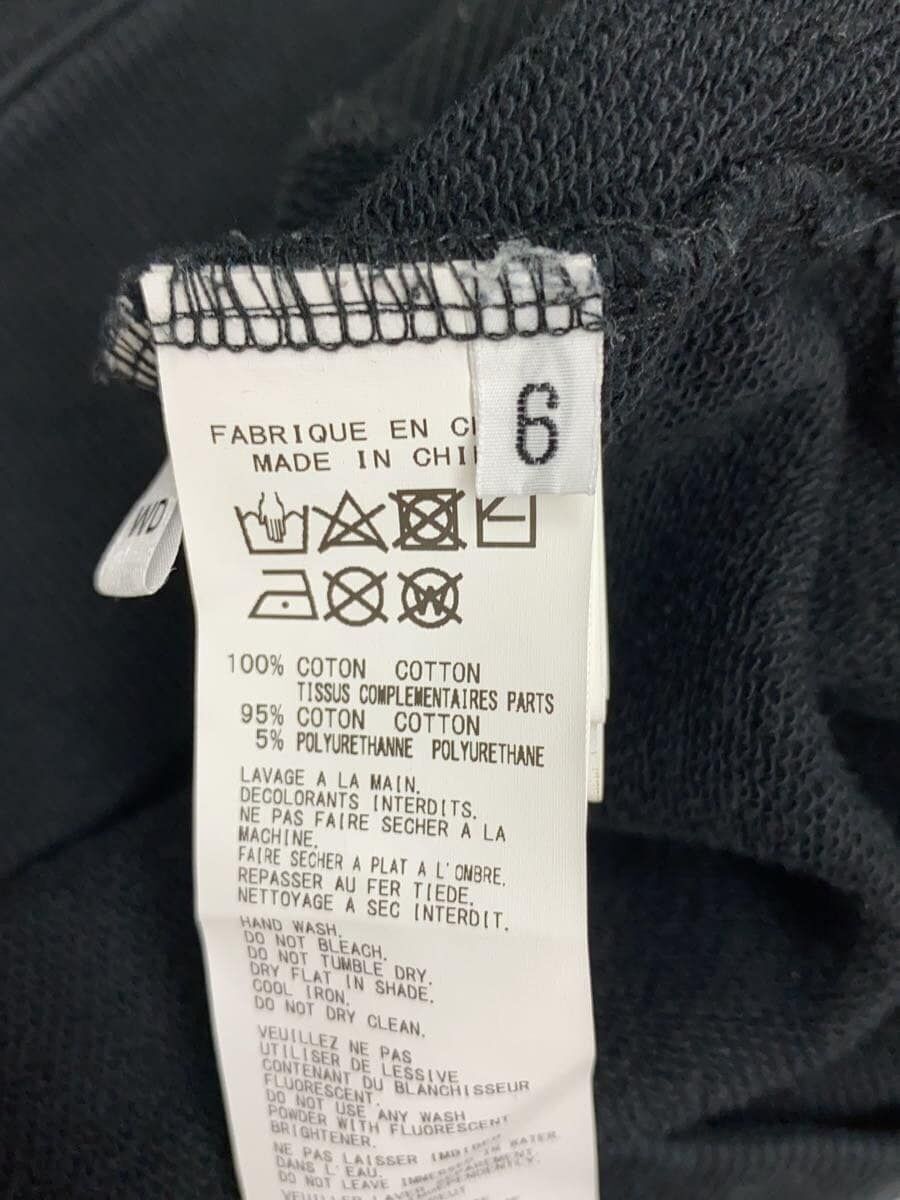 6
FABRIQUE EN
MADE IN CHI
W
100% COTON COTTON
TISSUS COMPLEMENTAIRES PARTS
95% COTON COTTON
5% POLYURETHANNE POLYURETHANE
LAVAGE A LA MAIN.
DECOLORANTS INTERDITS.
NE PAS FAIRE SECHER A LA
MACHINE.
FAIRE SECHER A PLAT A L'OMBRE.
REPASSER AU FER TIEDE.
NETTOYAGE A SEC INTERDIT.
HAND WASH.
DO NOT BLEACH.
DO NOT TUMBLE DRY.
DRY FLAT IN SHADE.
COOL IRON.
DO NOT DRY CLEAN.
VEUILLEZ NE PAS
UTILISER DE LESSIVE
CONTENANT DU BLANCHISSEUR
FLUORESCENT.
DO NOT USE ANY WASH
POWDER WITH FLUORESCENT
BRIGHTENER.
NE PAS LAISSER
DANS L'EAU.
DO NOT LEAVE IMMERSED IN WATER.